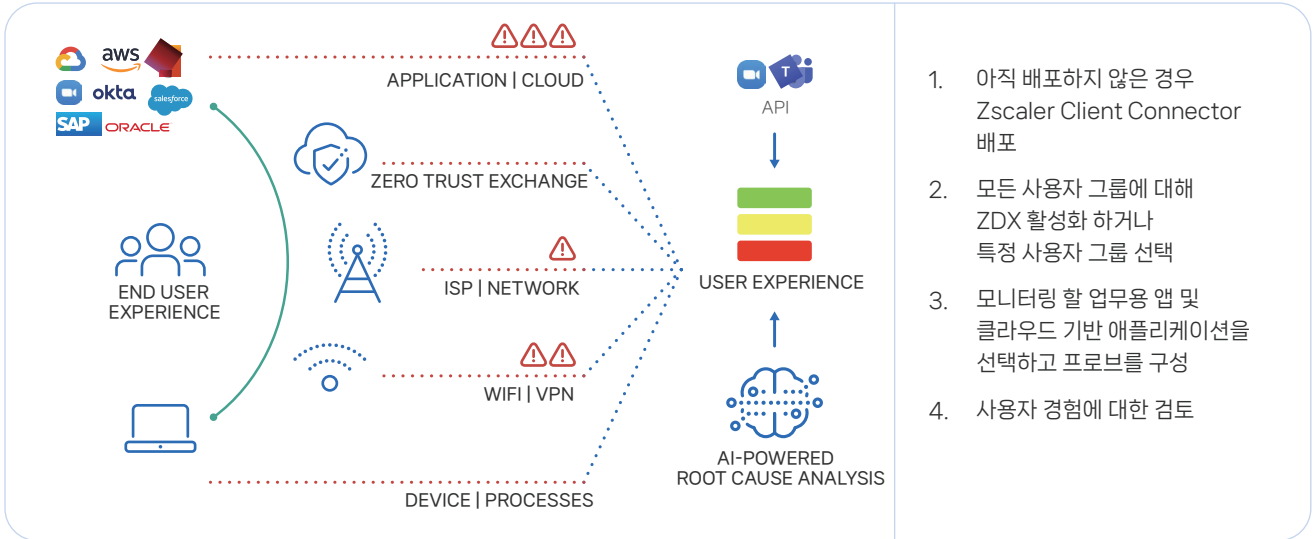 aws
okta
salesforce
SAP
ORACLE
APPLICATION | CLOUD
ZERO TRUST EXCHANGE
END USER
EXPERIENCE
ISP | NETWORK
WIFI | VPN
DEVICE | PROCESSES
T
API
USER EXPERIENCE
AI-POWERED
ROOT CAUSE ANALYSIS
1. 아직 배포하지 않은 경우
Zscaler Client Connector
배포
2. 모든 사용자 그룹에 대해
ZDX 활성화 하거나
특정 사용자 그룹 선택
3. 모니터링 할 업무용 앱 및
클라우드 기반 애플리케이션을
선택하고 프로브를 구성
4. 사용자 경험에 대한 검토